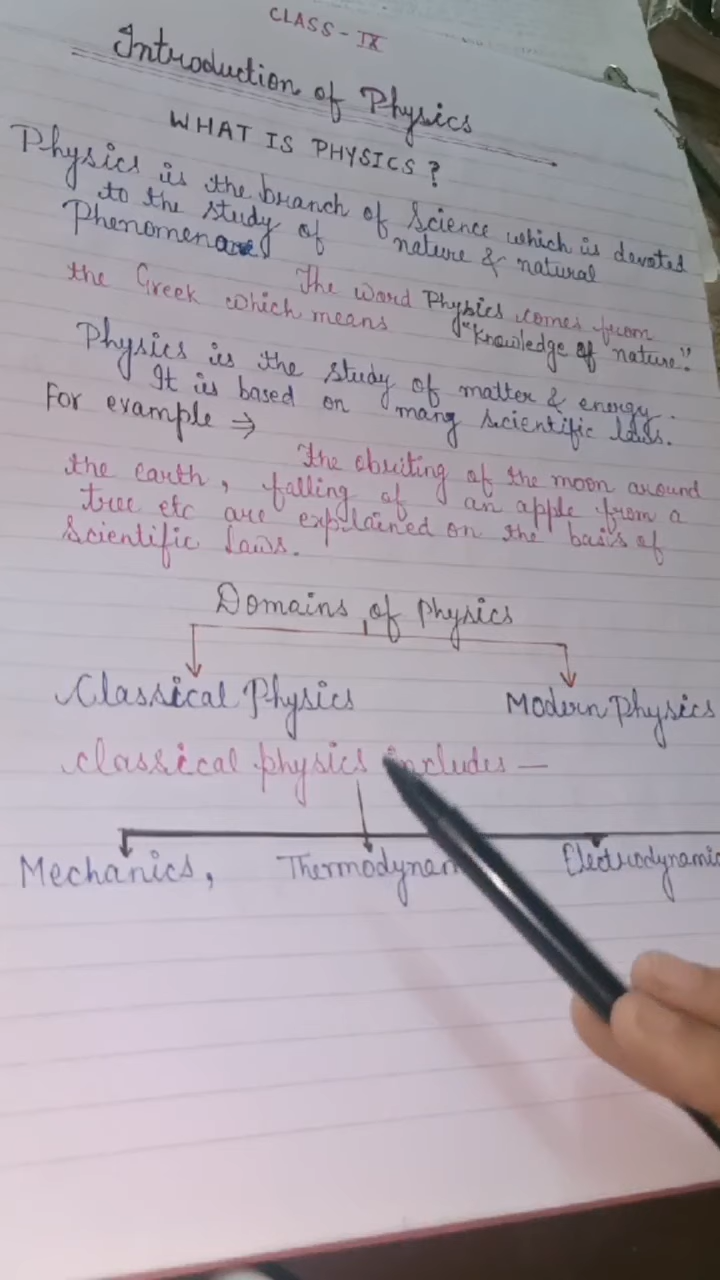 CLASS - IX
Introduction of Physics
WHAT IS PHYSICS?
Physics is the branch of Science which is devoted
to the study of nature & natural
Phenomena
The word Physics comes from
the Greek which means "Knowledge of nature."
Physics is the study of matter & energy.
It is based on many scientific laws.
For example →
The obriting of the moon around
the earth, falling of an apple from a
tree etc are explained on the basis of
Scientific laws.
Domains of Physics
Classical Physics Modern Physics
Classical physics includes —
Mechanics, Thermodynam Electrodynamic